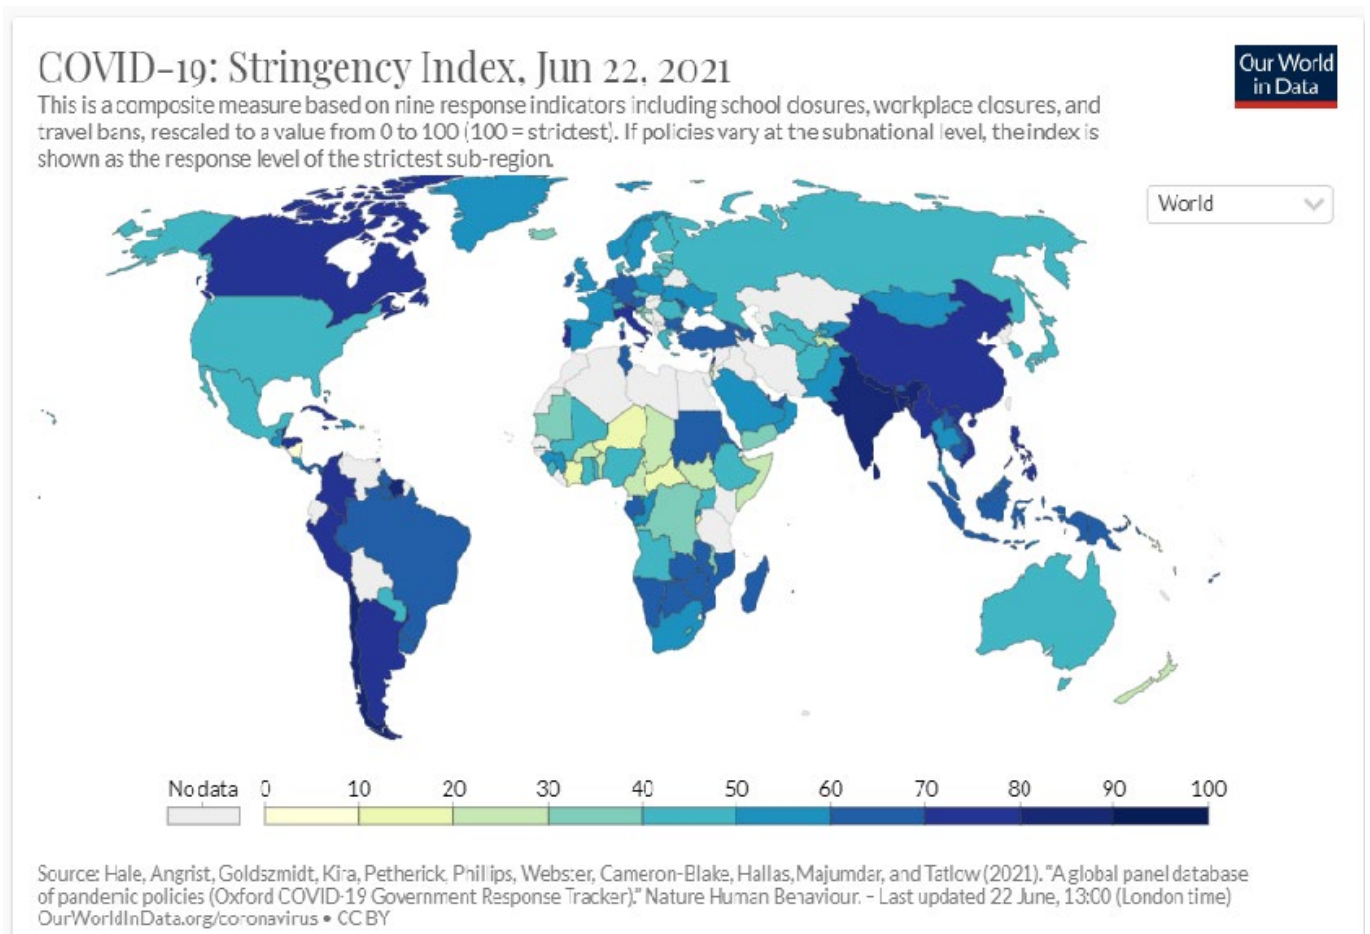 COVID-19: Stringency Index, Jun 22, 2021
Our World
in Data
This is a composite measure based on nine response indicators including school closures, workplace closures, and
travel bans, rescaled to a value from 0 to 100 (100 = strictest). If policies vary at the subnational level, the index is
shown as the response level of the strictest sub-region.
World
No data 0 10 20 30 40 50 60 70 80 90 100
Source: Hale, Angrist, Goldszmidt, Kira, Petherick, Phillips, Webster, Cameron-Blake, Hallas, Majumdar, and Tatlow (2021). "A global panel database
of pandemic policies (Oxford COVID-19 Government Response Tracker)." Nature Human Behaviour. – Last updated 22 June, 13:00 (London time)
OurWorldInData.org/coronavirus • CC BY